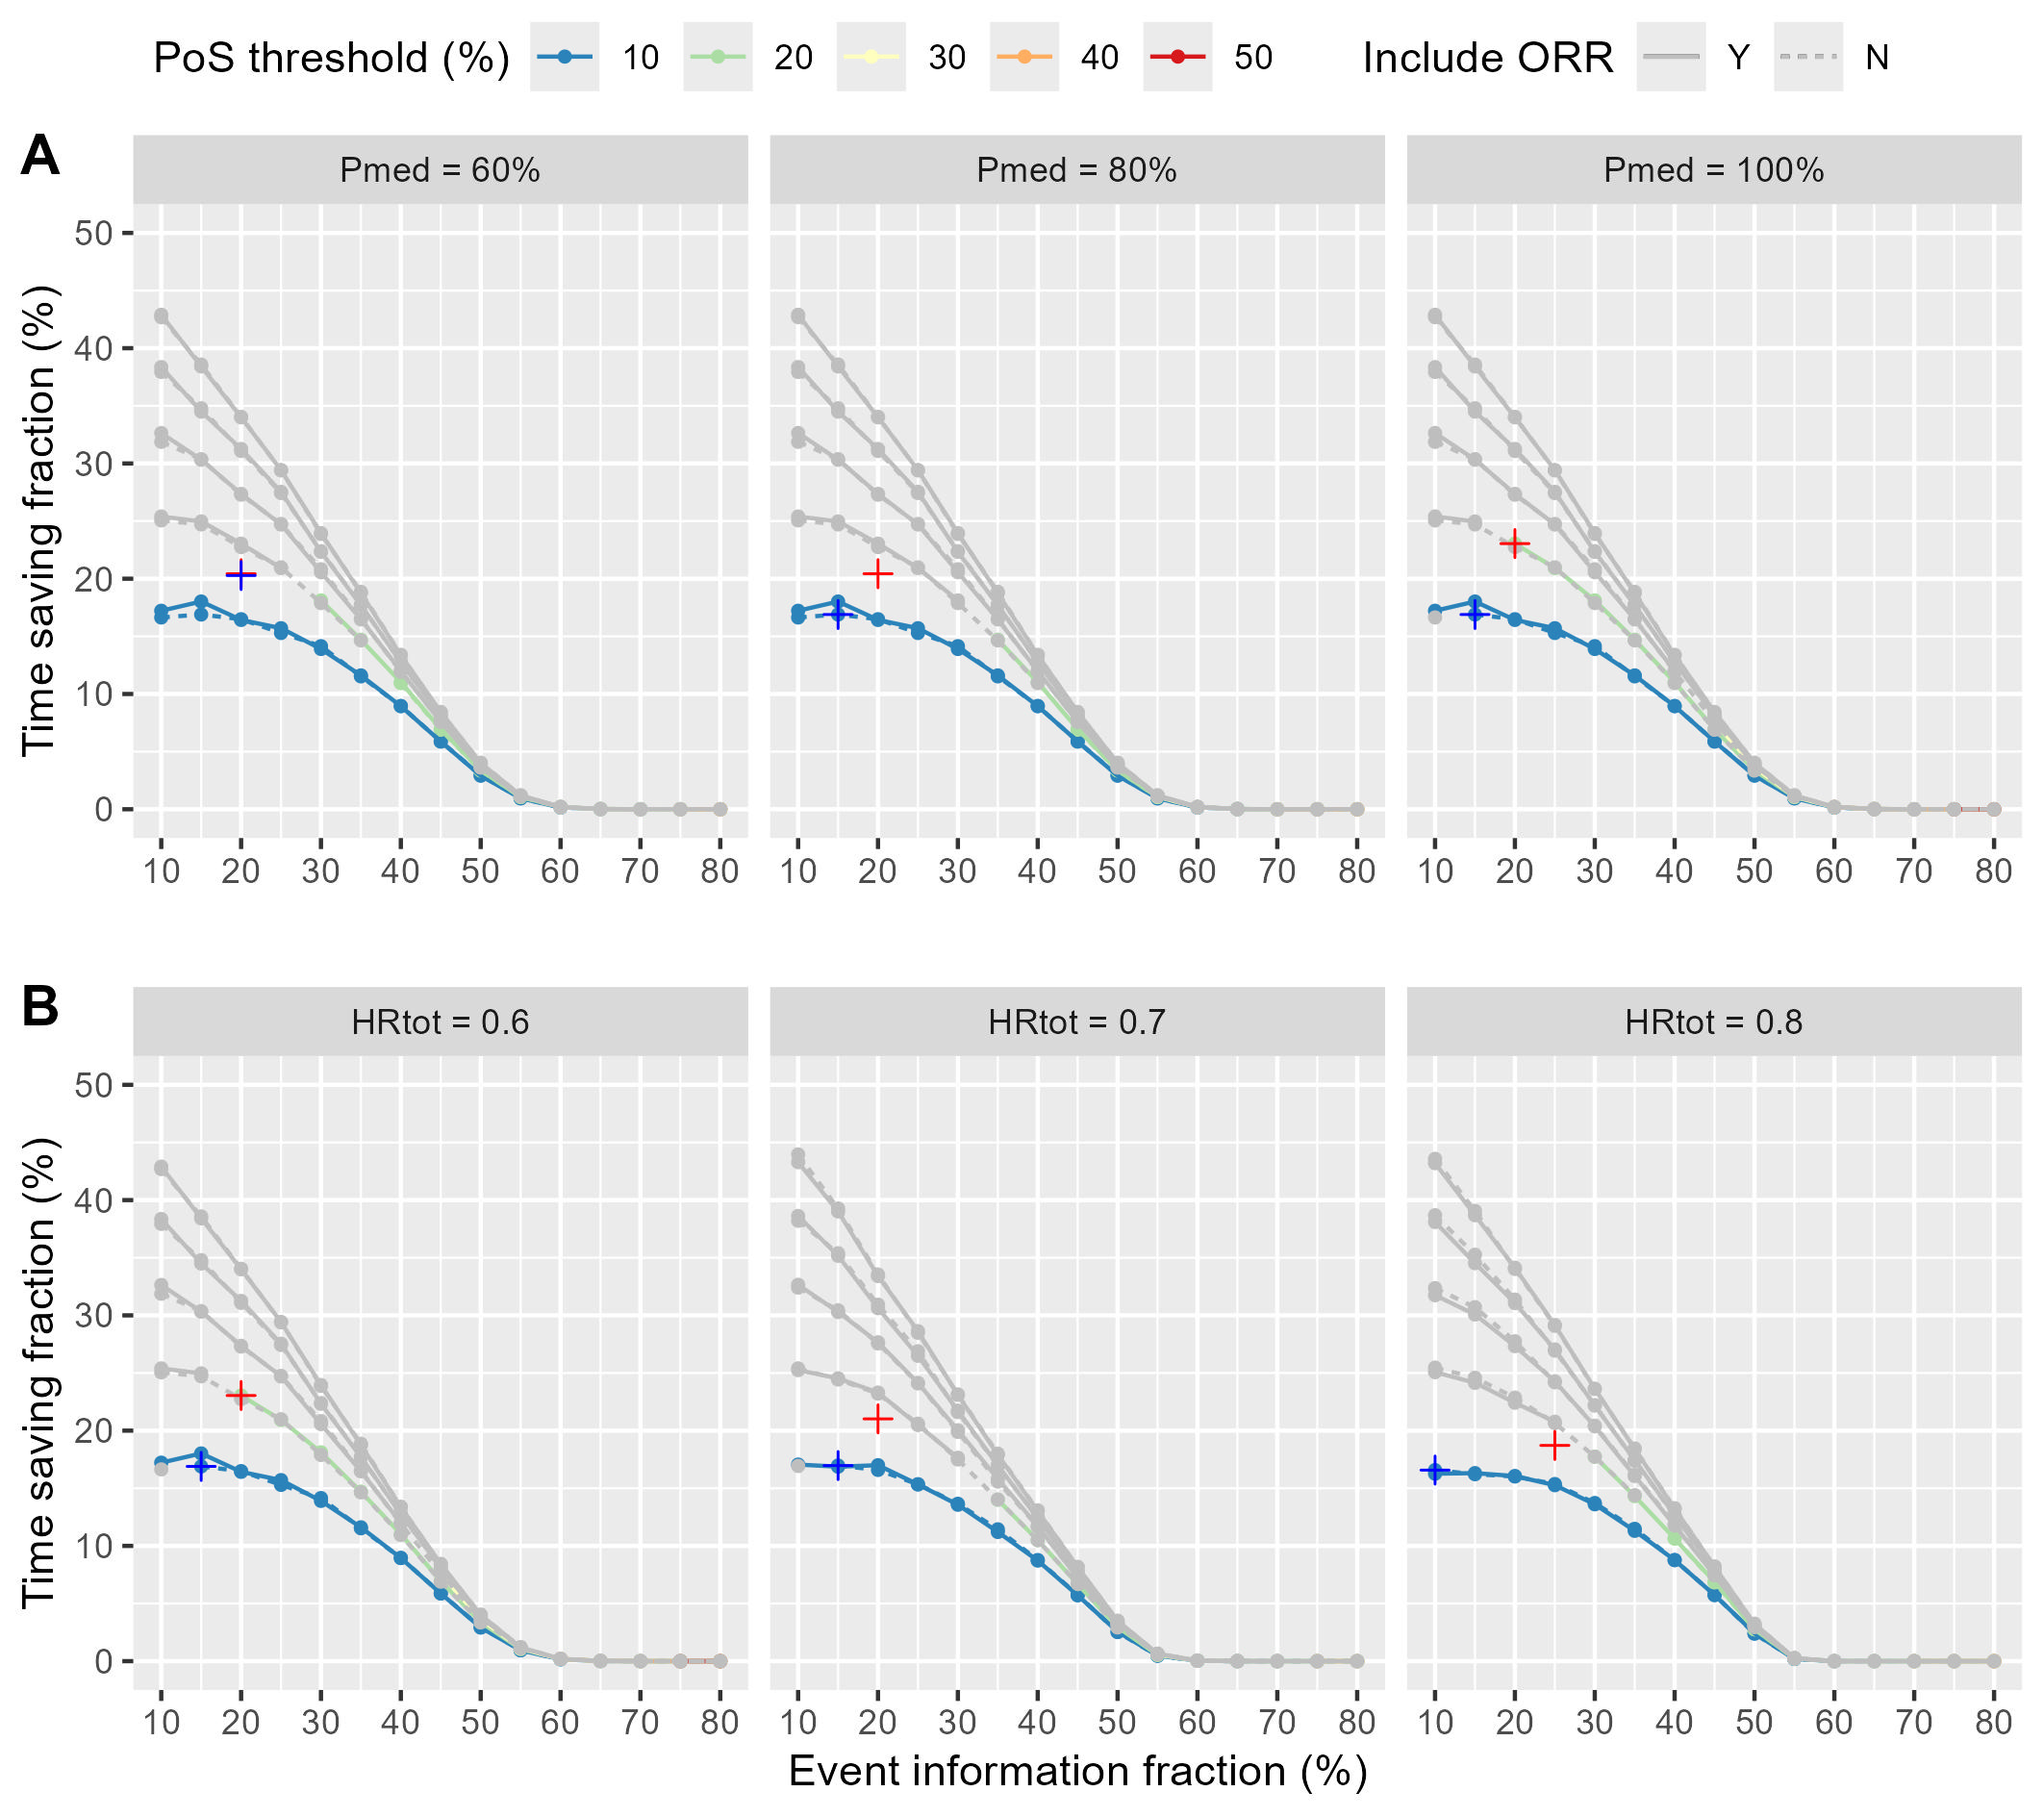 PoS threshold (%) 10 20 30 40 50 Include ORR Y N
A
Pmed = 60% Pmed = 80% Pmed = 100%
Time saving fraction (%)
50
40
30
20
10
0
10 20 30 40 50 60 70 80 10 20 30 40 50 60 70 80 10 20 30 40 50 60 70 80
B
HRtot = 0.6 HRtot = 0.7 HRtot = 0.8
Time saving fraction (%)
50
40
30
20
10
0
10 20 30 40 50 60 70 80 10 20 30 40 50 60 70 80 10 20 30 40 50 60 70 80
Event information fraction (%)